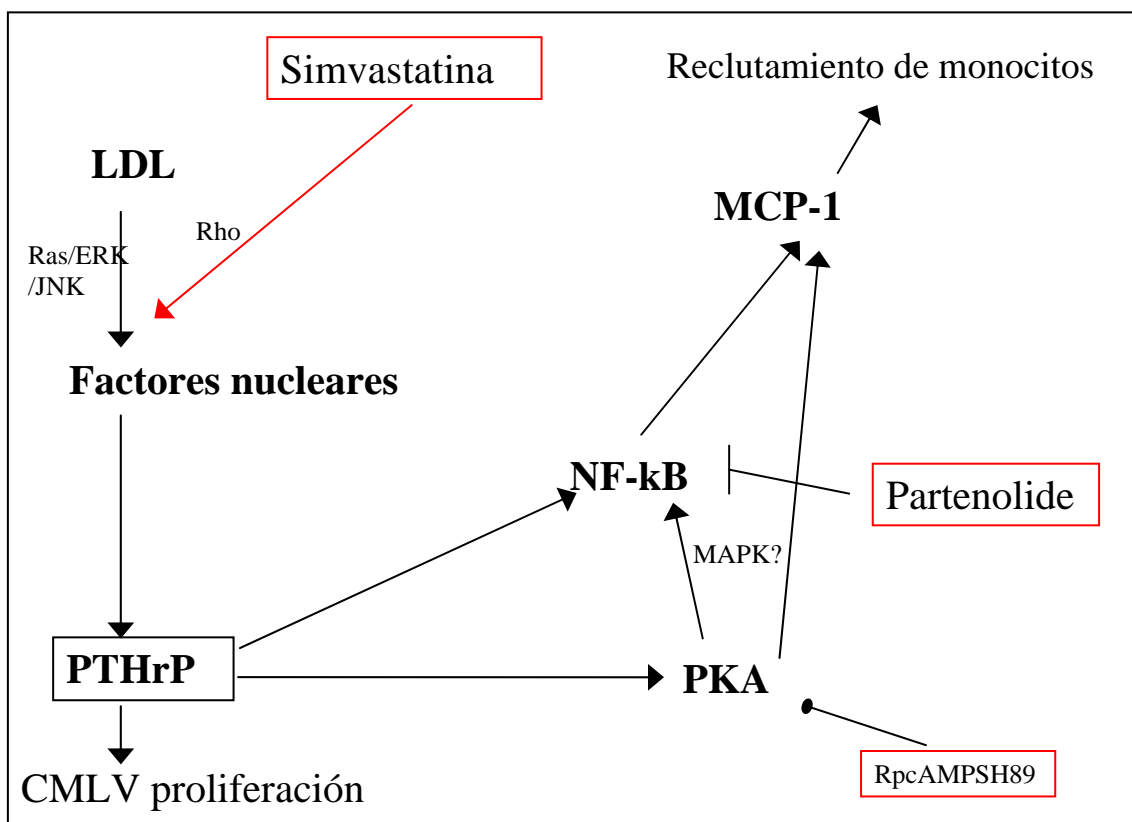 Simvastatina
Reclutamiento de monocitos
LDL
MCP-1
Rho
Ras/ERK
/JNK
Factores nucleares
NF-kB
Partenolide
MAPK?
PTHrP
PKA
RpcAMPSH89
CMLV proliferación